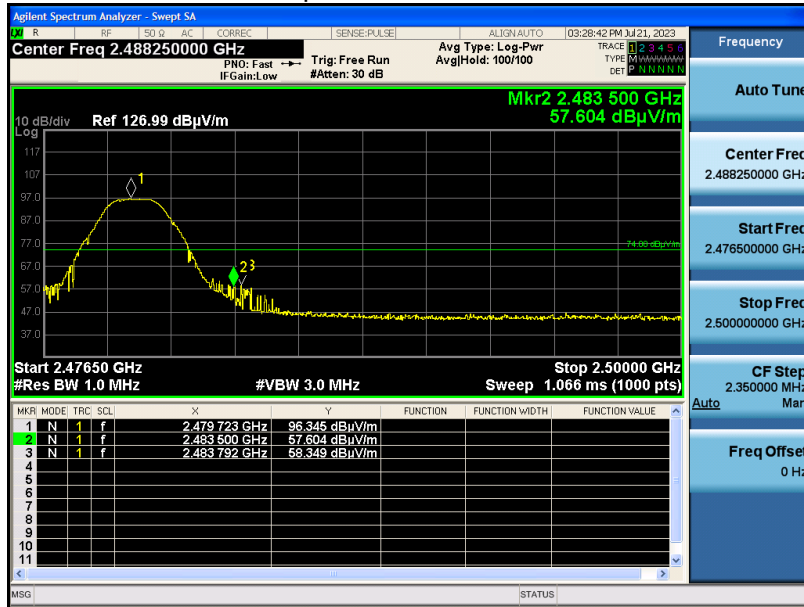 Agilent Spectrum Analyzer - Swept SA
LXI R RF 50 Ω AC CORREC SENSE:PULSE ALIGN AUTO 03:28:42 PM Jul 21, 2023
Center Freq 2.488250000 GHz
PNO: Fast
IFGain:Low
Trig: Free Run
#Atten: 30 dB
Avg Type: Log-Pwr
Avg|Hold: 100/100
TRACE 1 2 3 4 5 6
TYPE M
DET P N N N N N
Mkr2 2.483 500 GHz
57.604 dBµV/m
10 dB/div Ref 126.99 dBµV/m
Log
117
107
97.0
87.0
77.0
67.0
57.0
47.0
37.0
1
2 3
74.00 dBµV/m
Start 2.47650 GHz Stop 2.50000 GHz
#Res BW 1.0 MHz #VBW 3.0 MHz Sweep 1.066 ms (1000 pts)
MKR MODE TRC SCL X Y FUNCTION FUNCTION WIDTH FUNCTION VALUE
1 N 1 f 2.479 723 GHz 96.345 dBµV/m
2 N 1 f 2.483 500 GHz 57.604 dBµV/m
3 N 1 f 2.483 792 GHz 58.349 dBµV/m
4
5
6
7
8
9
10
11
MSG STATUS
Frequency
Auto Tune
Center Freq
2.488250000 GHz
Start Freq
2.476500000 GHz
Stop Freq
2.500000000 GHz
CF Step
2.350000 MHz
Auto Man
Freq Offset
0 Hz